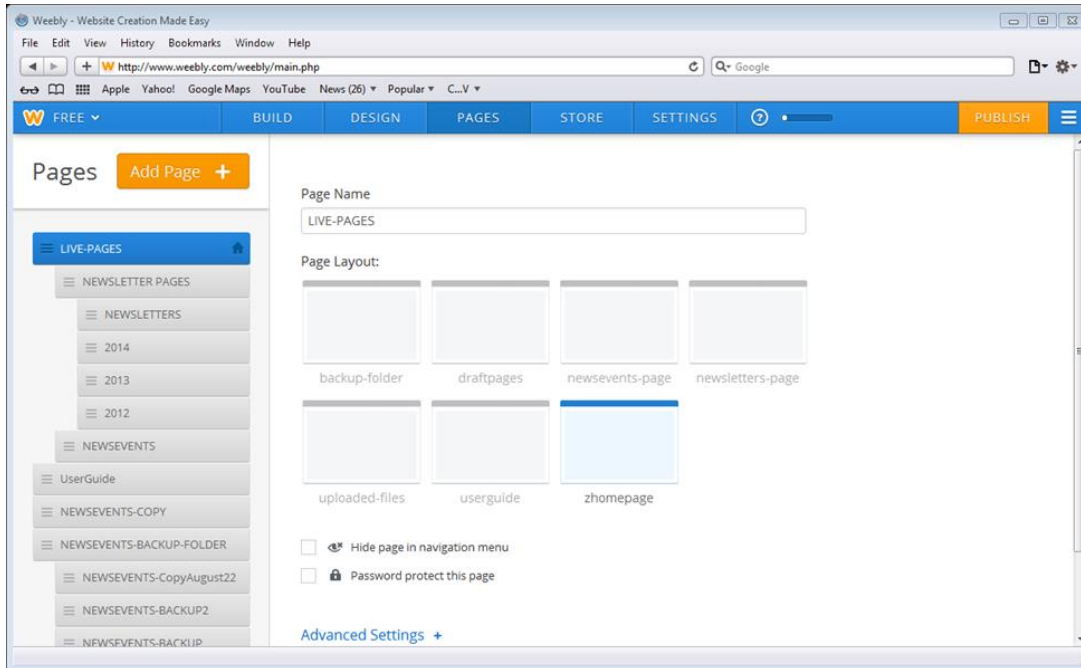 Weebly - Website Creation Made Easy
File Edit View History Bookmarks Window Help
W http://www.weebly.com/weebly/main.php
Google
Apple Yahoo! Google Maps YouTube News (26) Popular C...V
FREE BUILD DESIGN PAGES STORE SETTINGS ? PUBLISH
Pages
Add Page +
LIVE-PAGES
NEWSLETTER PAGES
NEWSLETTERS
2014
2013
2012
NEWSEVENTS
UserGuide
NEWSEVENTS-COPY
NEWSEVENTS-BACKUP-FOLDER
NEWSEVENTS-CopyAugust22
NEWSEVENTS-BACKUP2
NEWSEVENTS-BACKUP
Page Name
LIVE-PAGES
Page Layout:
backup-folder draftpages newsevents-page newsletters-page
uploaded-files userguide zhomepage
Hide page in navigation menu
Password protect this page
Advanced Settings +